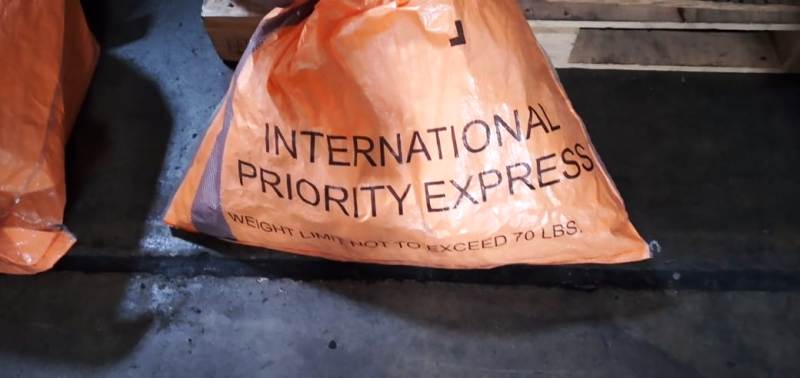 INTERNATIONAL
PRIORITY EXPRESS
WEIGHT LIMIT NOT TO EXCEED 70 LBS.